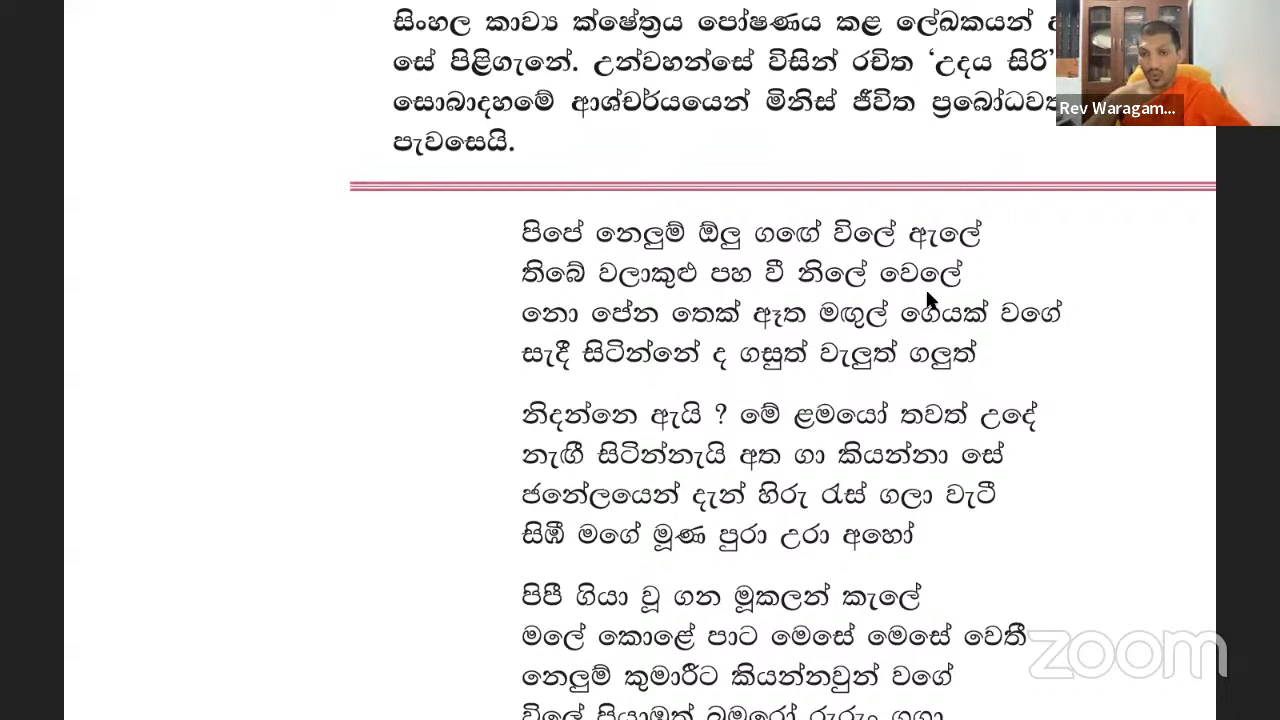 සිංහල කාව්‍ය ක්ෂේත්‍රය පෝෂණය කළ ලේඛකයන්
සේ පිළිගැනේ. උන්වහන්සේ විසින් රචිත ‘උදය සිරි’
සොබාදහමේ ආශ්චර්යයෙන් මිනිස් ජීවිත
පැවසෙයි.
Rev Waragam...
පිපේ නෙලුම් ඕලු ගඟේ විලේ ඇලේ
තිබේ වලාකුළු පහ වී නිලේ වෙලේ
නො පේන තෙක් ඈත මඟුල් ගෙයක් වගේ
සැදී සිටින්නේ ද ගසුත් වැලුත් ගලුත්
නිදන්නෙ ඇයි ? මේ ළමයෝ තවත් උදේ
නැඟී සිටින්නැයි අත ගා කියන්නා සේ
ජනේලයෙන් දැන් හිරු රැස් ගලා වැටී
සිඹී මගේ මූණ පුරා උරා අහෝ
පිපී ගියා වූ ගන මූකලන් කැලේ
මලේ කොළේ පාට මෙසේ මෙසේ වෙතී
නෙලුම් කුමාරීට කියන්නවුන් වගේ
zoom